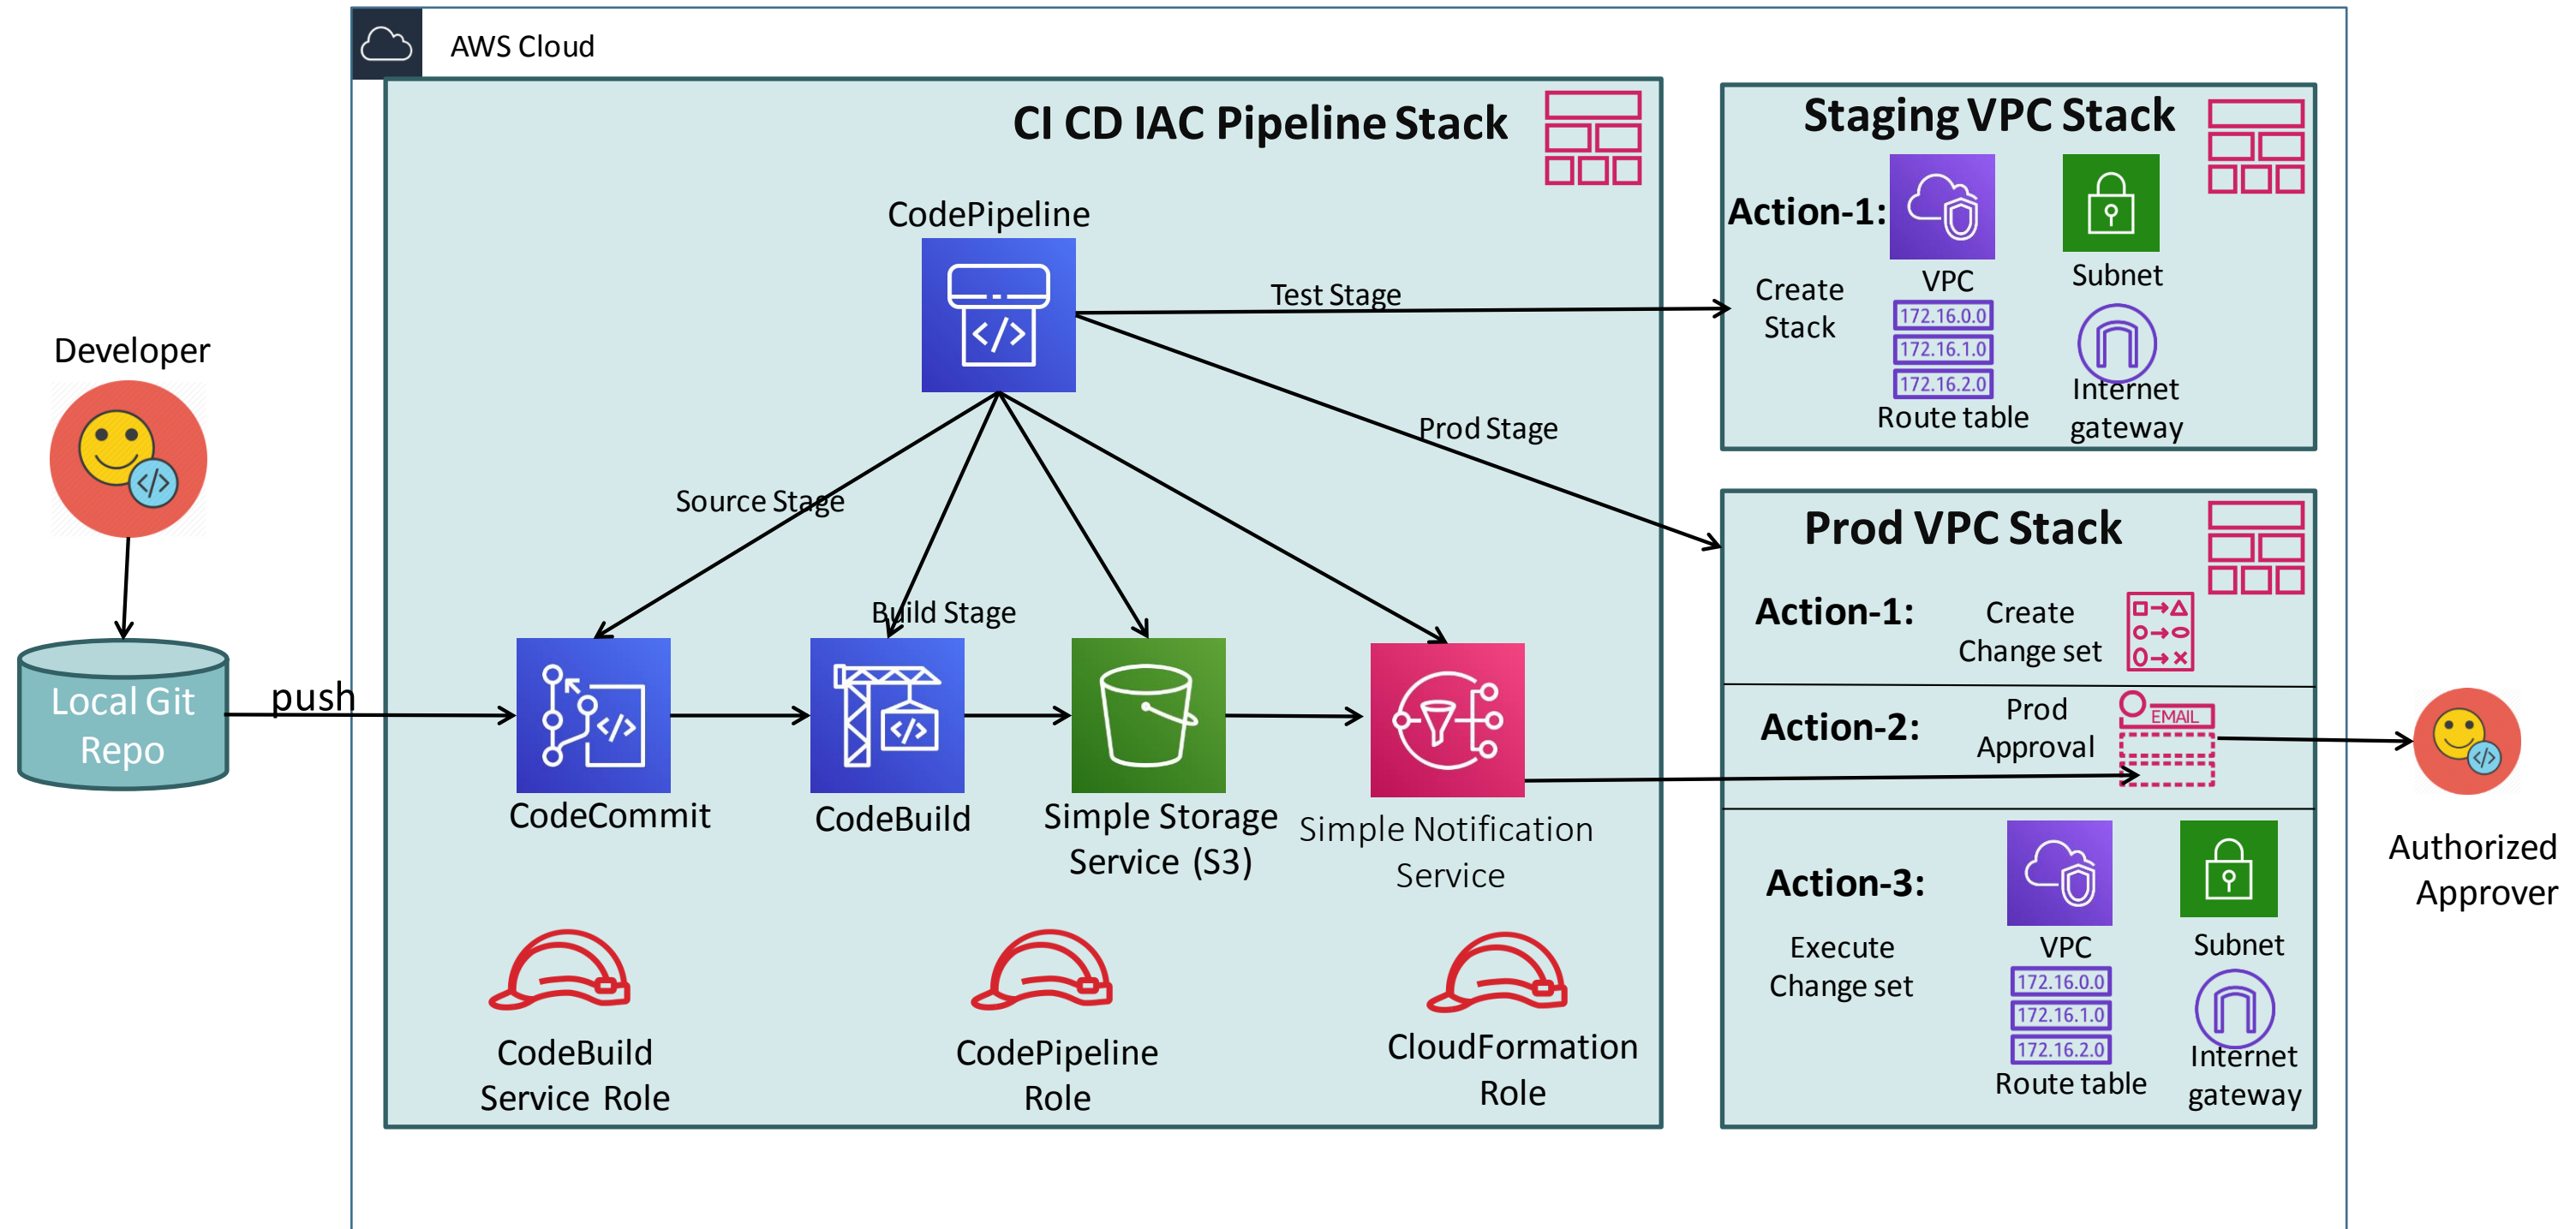 AWS Cloud
CI CD IAC Pipeline Stack
CodePipeline
Test Stage
Prod Stage
Source Stage
Build Stage
Developer
Local Git
Repo
push
CodeCommit
CodeBuild
Simple Storage
Service (S3)
Simple Notification
Service
CodeBuild
Service Role
CodePipeline
Role
CloudFormation
Role
Staging VPC Stack
Action-1:
Create
Stack
VPC
Subnet
172.16.0.0
172.16.1.0
172.16.2.0
Route table
Internet
gateway
Prod VPC Stack
Action-1:
Create
Change set
Action-2:
Prod
Approval
EMAIL
Action-3:
Execute
Change set
VPC
Subnet
172.16.0.0
172.16.1.0
172.16.2.0
Route table
Internet
gateway
Authorized
Approver